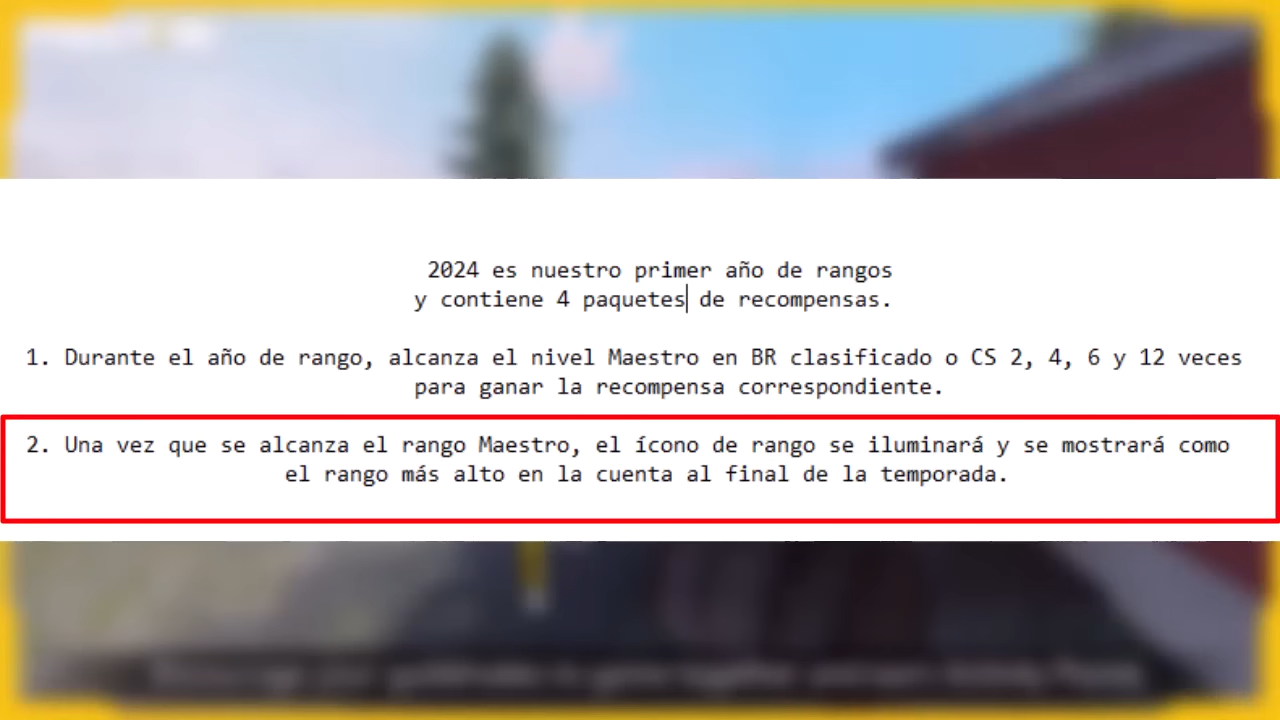 2024 es nuestro primer año de rangos
y contiene 4 paquetes de recompensas.
1. Durante el año de rango, alcanza el nivel Maestro en BR clasificado o CS 2, 4, 6 y 12 veces
para ganar la recompensa correspondiente.
2. Una vez que se alcanza el rango Maestro, el ícono de rango se iluminará y se mostrará como
el rango más alto en la cuenta al final de la temporada.